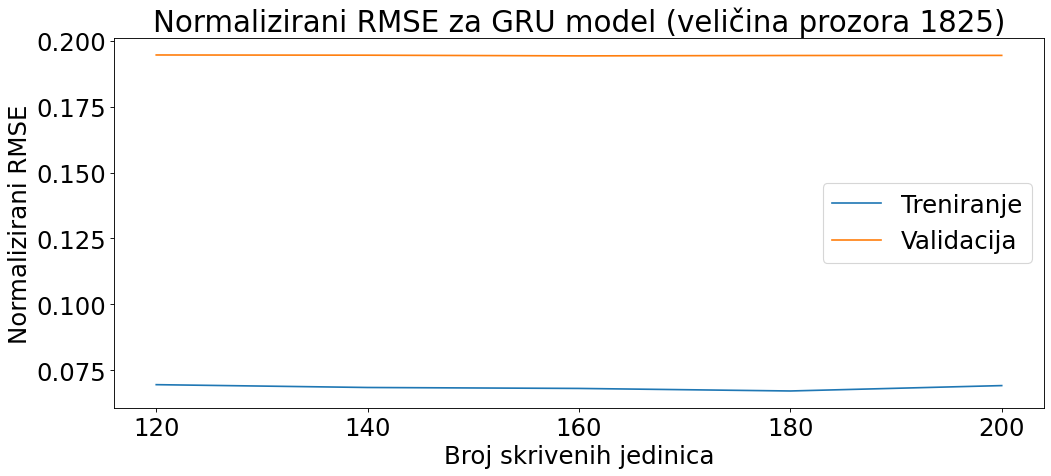 Normalizirani RMSE za GRU model (veličina prozora 1825)
Normalizirani RMSE
0.200
0.175
0.150
0.125
0.100
0.075
Treniranje
Validacija
120 140 160 180 200
Broj skrivenih jedinica